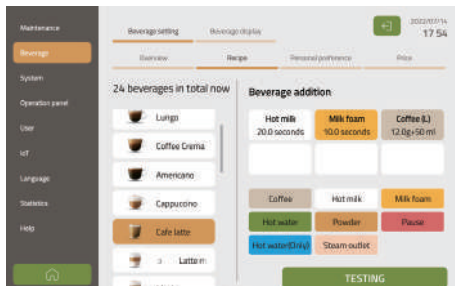 Maintenance
Beverage
System
Operation panel
User
IoT
Language
Statistics
Help
Beverage setting
Beverage display
2022/07/14
17 54
Overview
Recipe
Personal preference
Price
24 beverages in total now
Lungo
Coffee Crema
Americano
Cappuccino
Cafe latte
Latte m
Beverage addition
Hot milk
20.0 seconds
Milk foam
10.0 seconds
Coffee (L)
12.0g+50 ml
Coffee
Hot milk
Milk foam
Hot water
Powder
Pause
Hot water(Only)
Steam outlet
TESTING